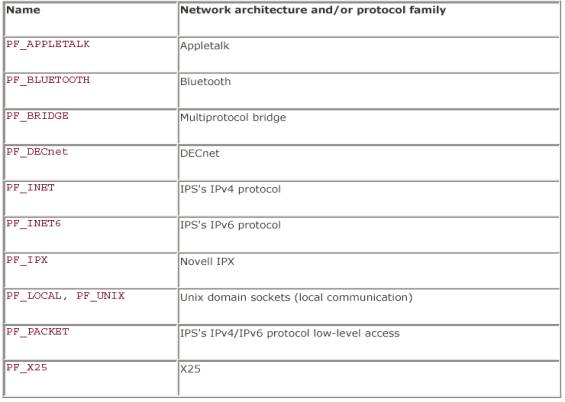 Name Network architecture and/or protocol family
PF_APPLETALK Appletalk
PF_BLUETOOTH Bluetooth
PF_BRIDGE Multiprotocol bridge
PF_DECnet DECnet
PF_INET IPS's IPv4 protocol
PF_INET6 IPS's IPv6 protocol
PF_IPX Novell IPX
PF_LOCAL, PF_UNIX Unix domain sockets (local communication)
PF_PACKET IPS's IPv4/IPv6 protocol low-level access
PF_X25 X25